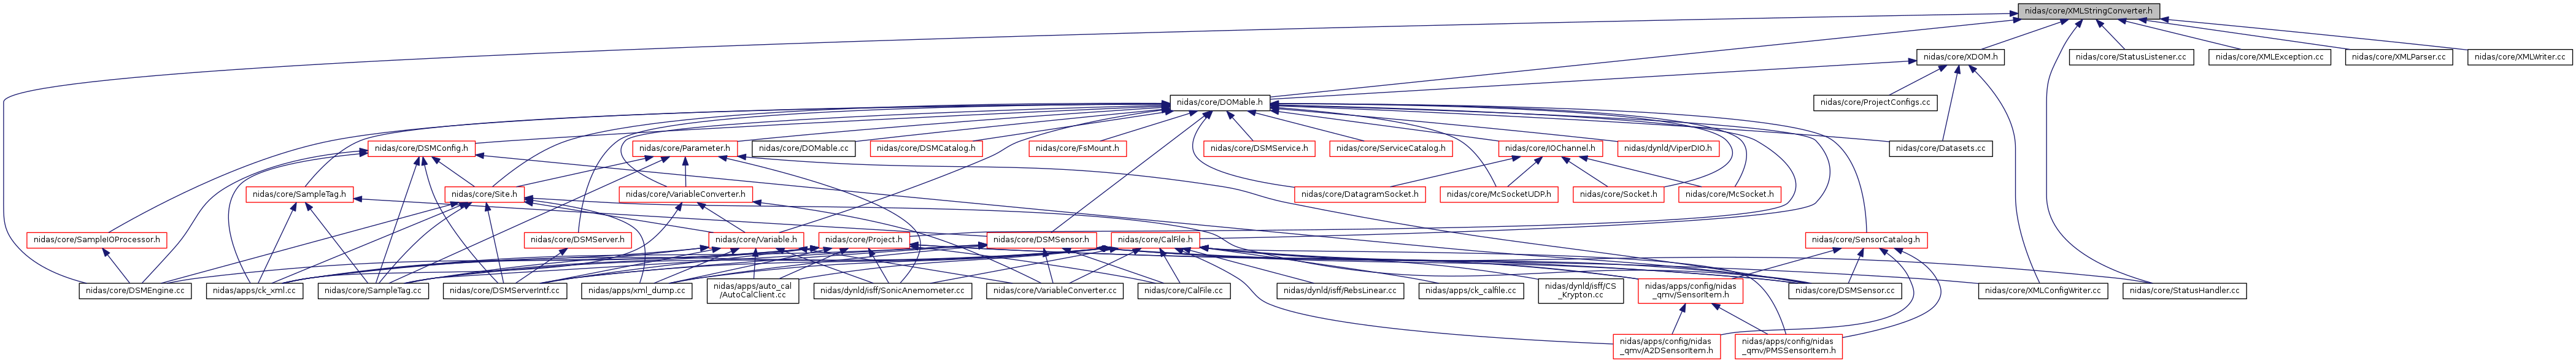 nidas/core/XMLStringConverter.h
nidas/core/XDOM.h
nidas/core/StatusListener.cc
nidas/core/XMLException.cc
nidas/core/XMLParser.cc
nidas/core/XMLWriter.cc
nidas/core/DOMable.h
nidas/core/ProjectConfigs.cc
nidas/core/DSMConfig.h
nidas/core/Parameter.h
nidas/core/DOMable.cc
nidas/core/DSMCatalog.h
nidas/core/FsMount.h
nidas/core/DSMService.h
nidas/core/ServiceCatalog.h
nidas/core/IOChannel.h
nidas/dynld/ViperDIO.h
nidas/core/Datasets.cc
nidas/core/SampleTag.h
nidas/core/Site.h
nidas/core/VariableConverter.h
nidas/core/DatagramSocket.h
nidas/core/McSocketUDP.h
nidas/core/Socket.h
nidas/core/McSocket.h
nidas/core/SampleIOProcessor.h
nidas/core/DSMServer.h
nidas/core/Variable.h
nidas/core/Project.h
nidas/core/DSMSensor.h
nidas/core/CalFile.h
nidas/core/SensorCatalog.h
nidas/core/DSMEngine.cc
nidas/apps/ck_xml.cc
nidas/core/SampleTag.cc
nidas/core/DSMServerIntf.cc
nidas/apps/xml_dump.cc
nidas/apps/auto_cal
/AutoCalClient.cc
nidas/dynld/isff/SonicAnemometer.cc
nidas/core/VariableConverter.cc
nidas/core/CalFile.cc
nidas/dynld/isff/RebsLinear.cc
nidas/apps/ck_calfile.cc
nidas/dynld/isff/CS
_Krypton.cc
nidas/apps/config/nidas
_qmv/SensorItem.h
nidas/core/DSMSensor.cc
nidas/core/XMLConfigWriter.cc
nidas/core/StatusHandler.cc
nidas/apps/config/nidas
_qmv/A2DSensorItem.h
nidas/apps/config/nidas
_qmv/PMSSensorItem.h